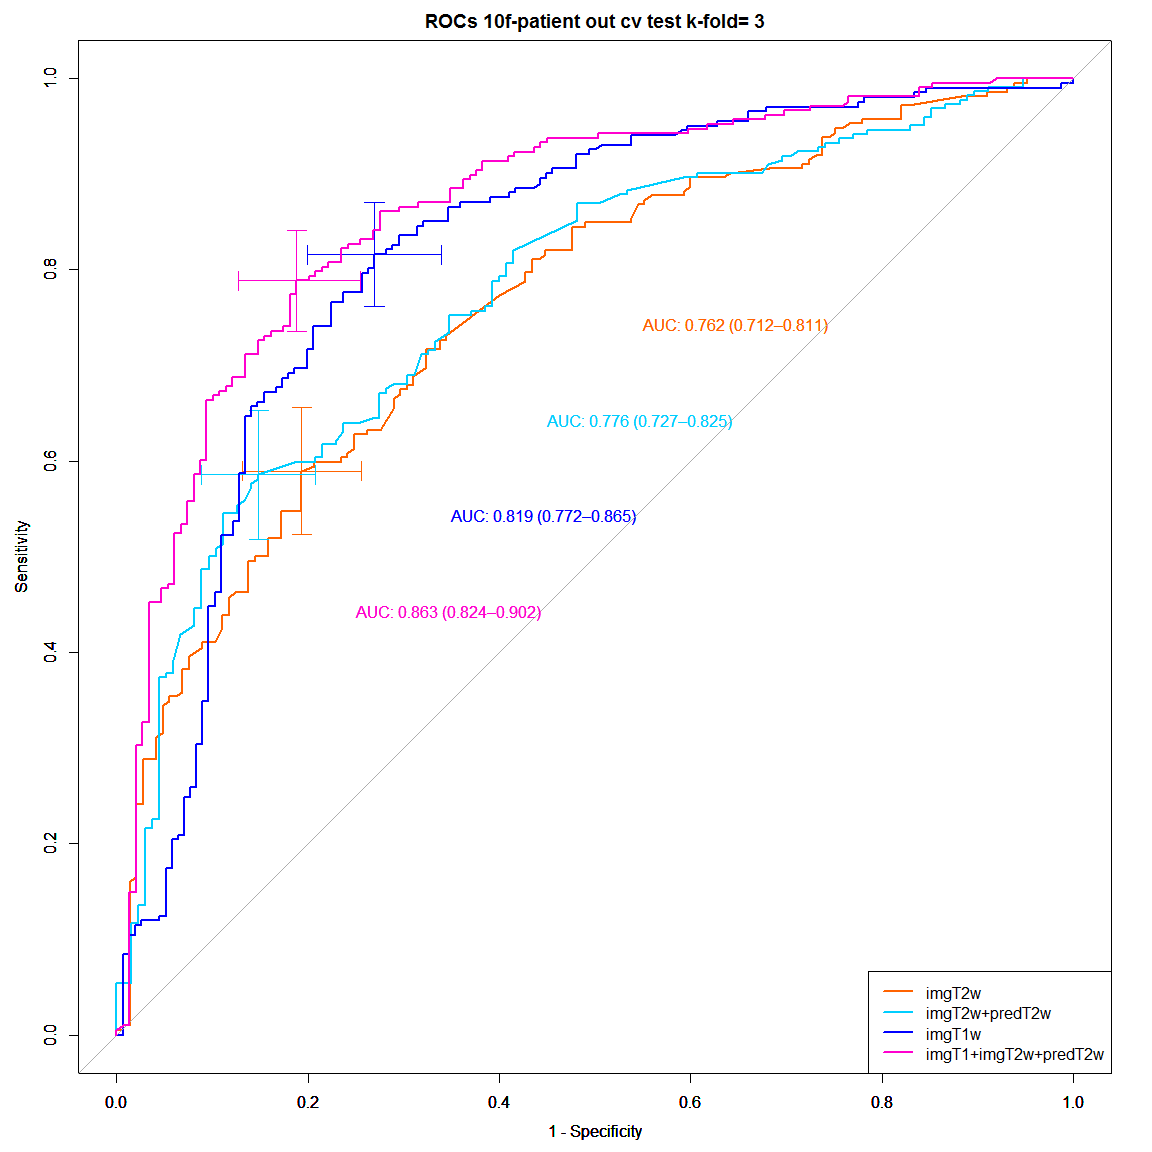 ROCs 10f-patient out cv test k-fold= 3
1.0
0.8
0.6
0.4
0.2
0.0
Sensitivity
AUC: 0.762 (0.712–0.811)
AUC: 0.776 (0.727–0.825)
AUC: 0.819 (0.772–0.865)
AUC: 0.863 (0.824–0.902)
imgT2w
imgT2w+predT2w
imgT1w
imgT1+imgT2w+predT2w
0.0 0.2 0.4 0.6 0.8 1.0
1 - Specificity